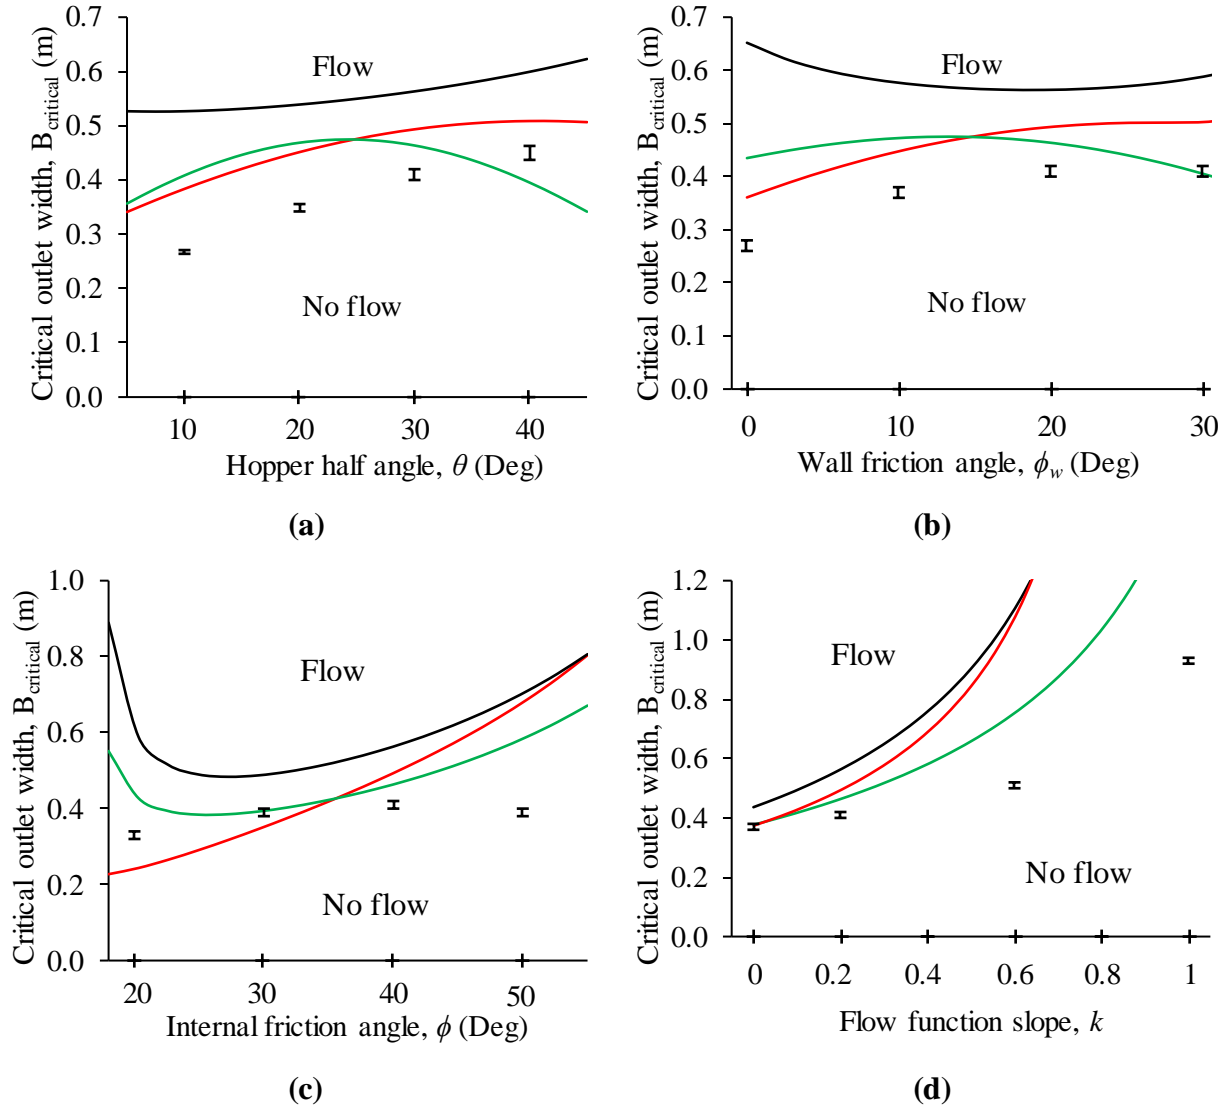 0.7
0.6
0.5
0.4
0.3
0.2
0.1
0.0
Critical outlet width, B_critical (m)
Flow
No flow
10 20 30 40
Hopper half angle, θ (Deg)
(a)
0.7
0.6
0.5
0.4
0.3
0.2
0.1
0.0
Critical outlet width, B_critical (m)
Flow
No flow
0 10 20 30
Wall friction angle, ϕ_w (Deg)
(b)
1.0
0.8
0.6
0.4
0.2
0.0
Critical outlet width, B_critical (m)
Flow
No flow
20 30 40 50
Internal friction angle, ϕ (Deg)
(c)
1.2
1.0
0.8
0.6
0.4
0.2
0.0
Critical outlet width, B_critical (m)
Flow
No flow
0 0.2 0.4 0.6 0.8 1
Flow function slope, k
(d)